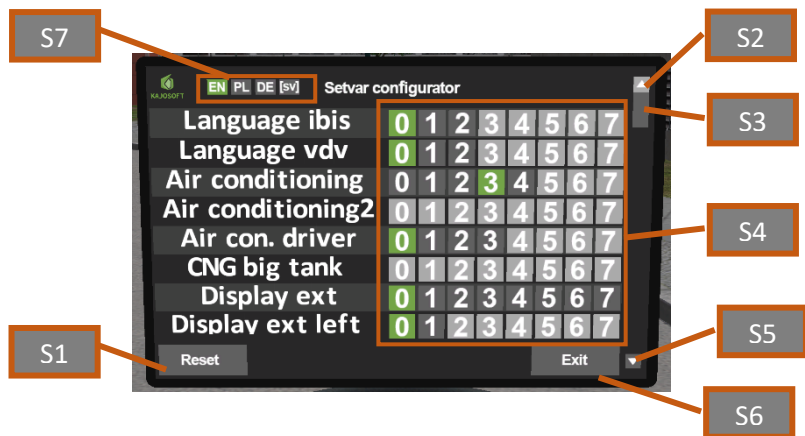 S7
S2
KAJOSOFT
EN PL DE [sv] Setvar configurator
S3
Language ibis 0 1 2 3 4 5 6 7
Language vdv 0 1 2 3 4 5 6 7
Air conditioning 0 1 2 3 4 5 6 7
Air conditioning2 0 1 2 3 4 5 6 7
S4
Air con. driver 0 1 2 3 4 5 6 7
CNG big tank 0 1 2 3 4 5 6 7
Display ext 0 1 2 3 4 5 6 7
Display ext left 0 1 2 3 4 5 6 7
S5
S1
Reset Exit
S6